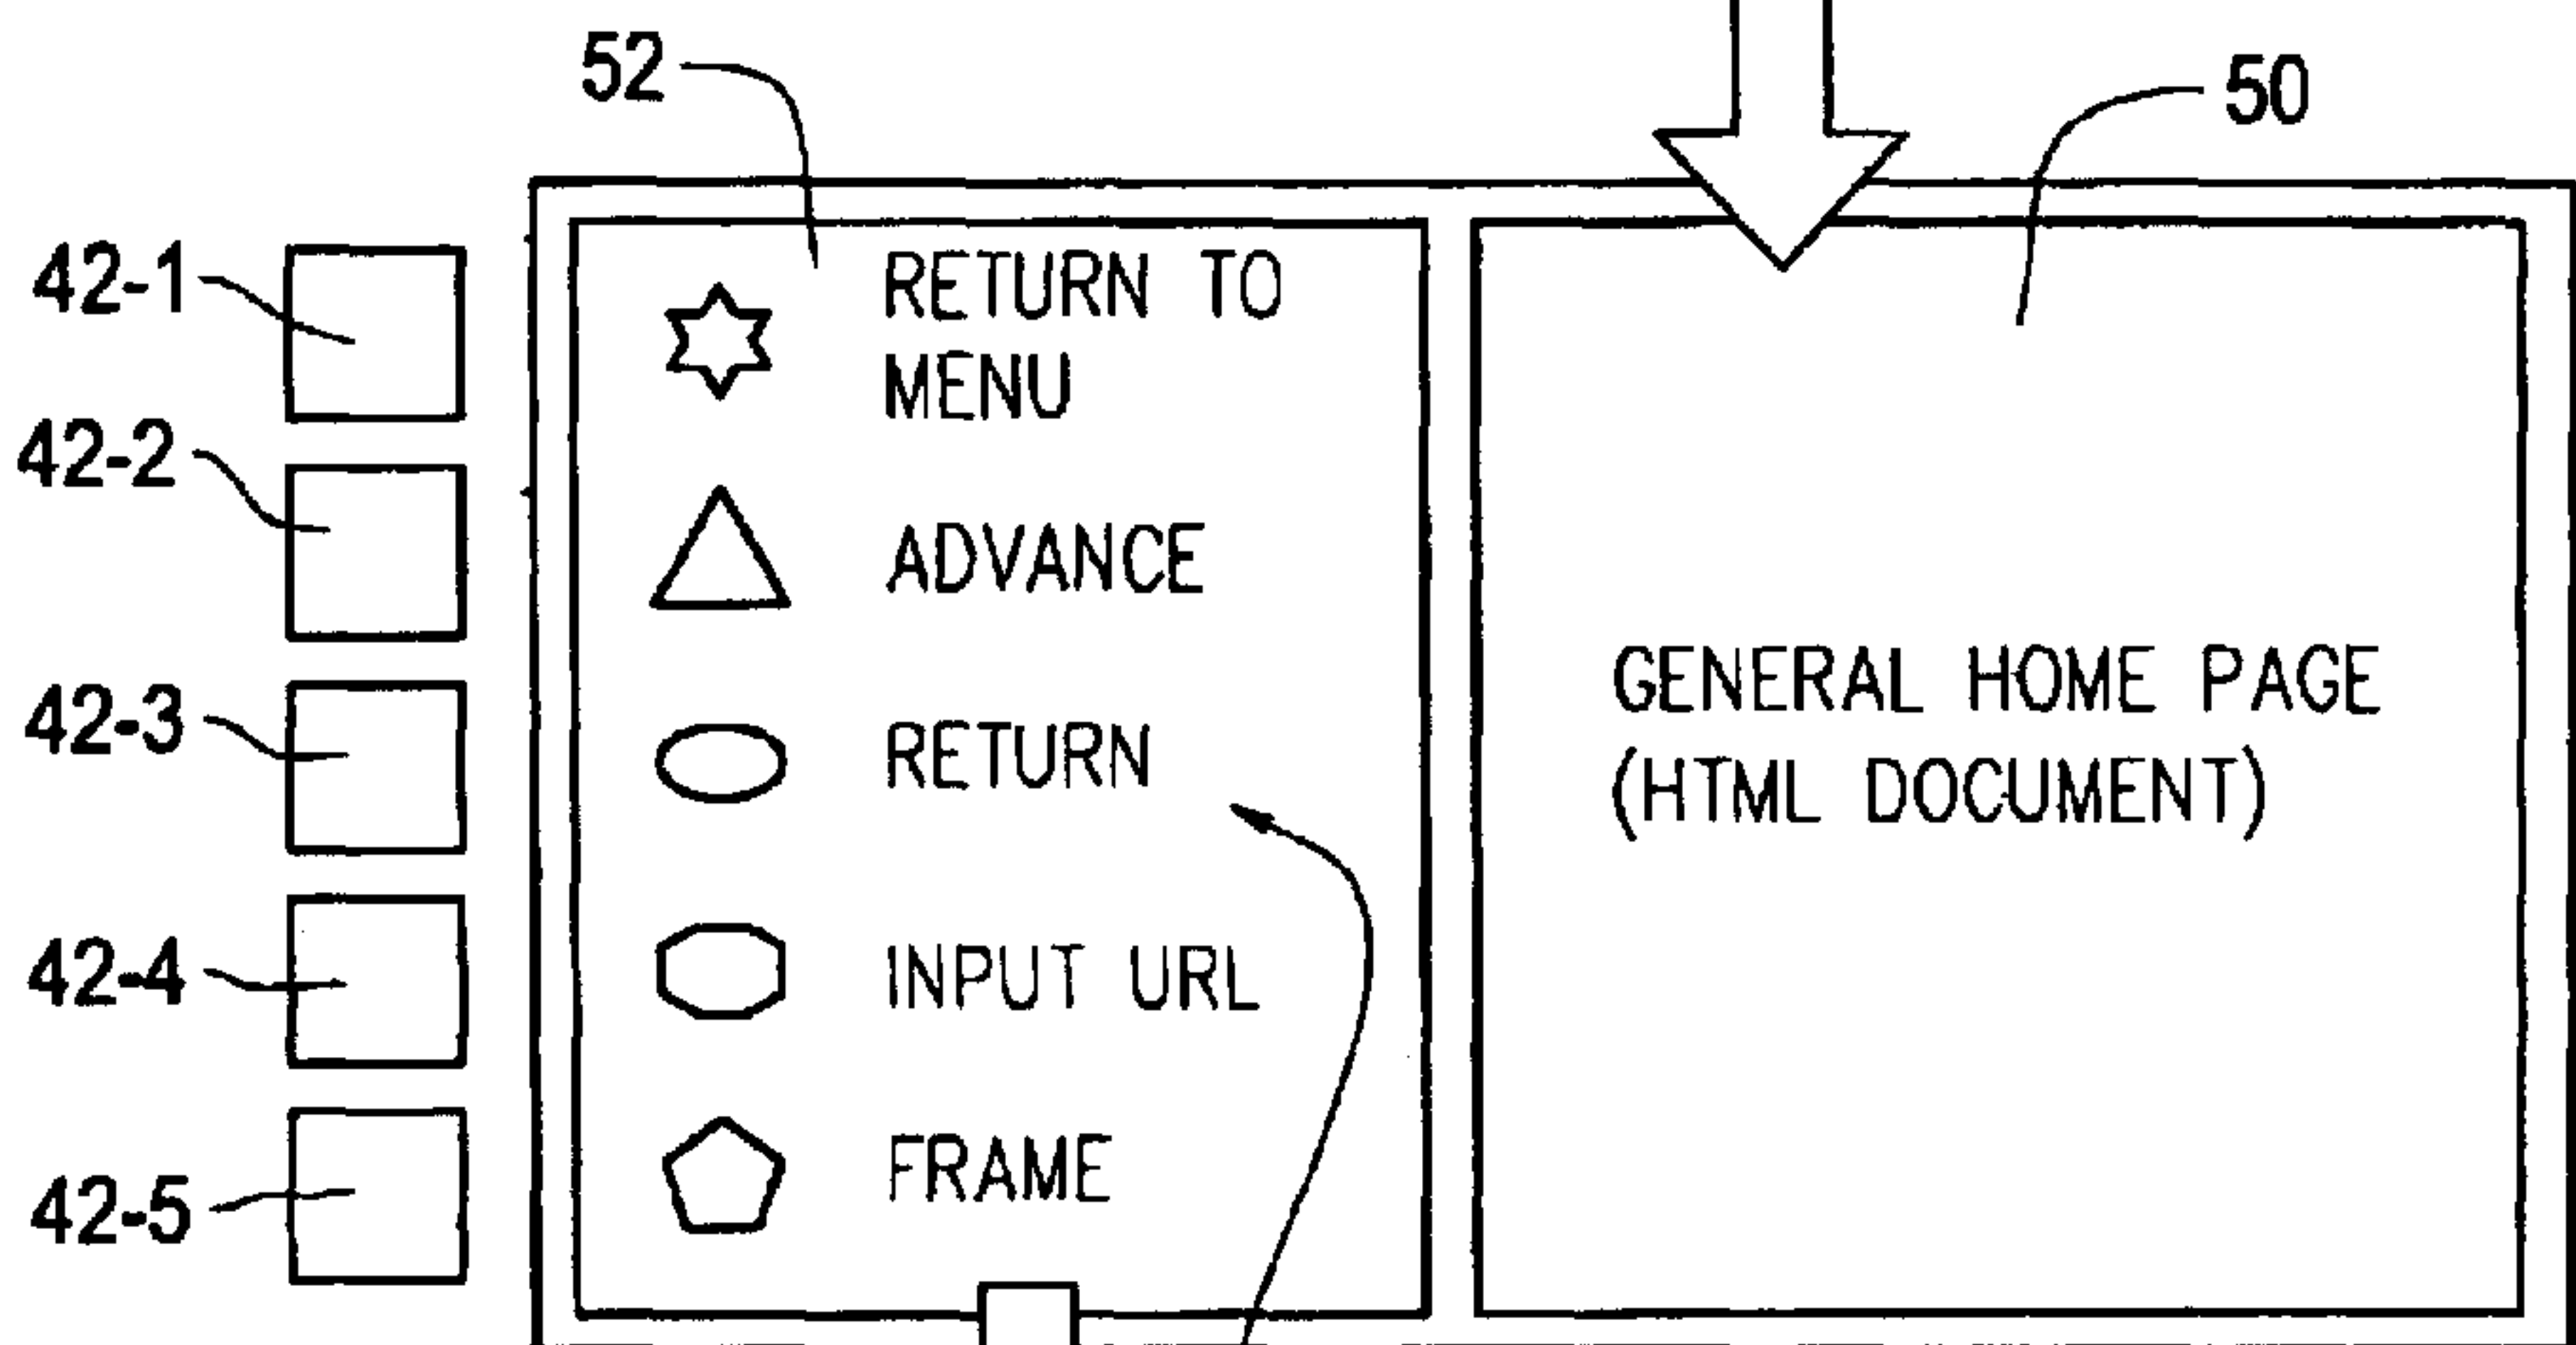 52
50
42-1
42-2
42-3
42-4
42-5
RETURN TO
MENU
ADVANCE
RETURN
INPUT URL
FRAME
GENERAL HOME PAGE
(HTML DOCUMENT)